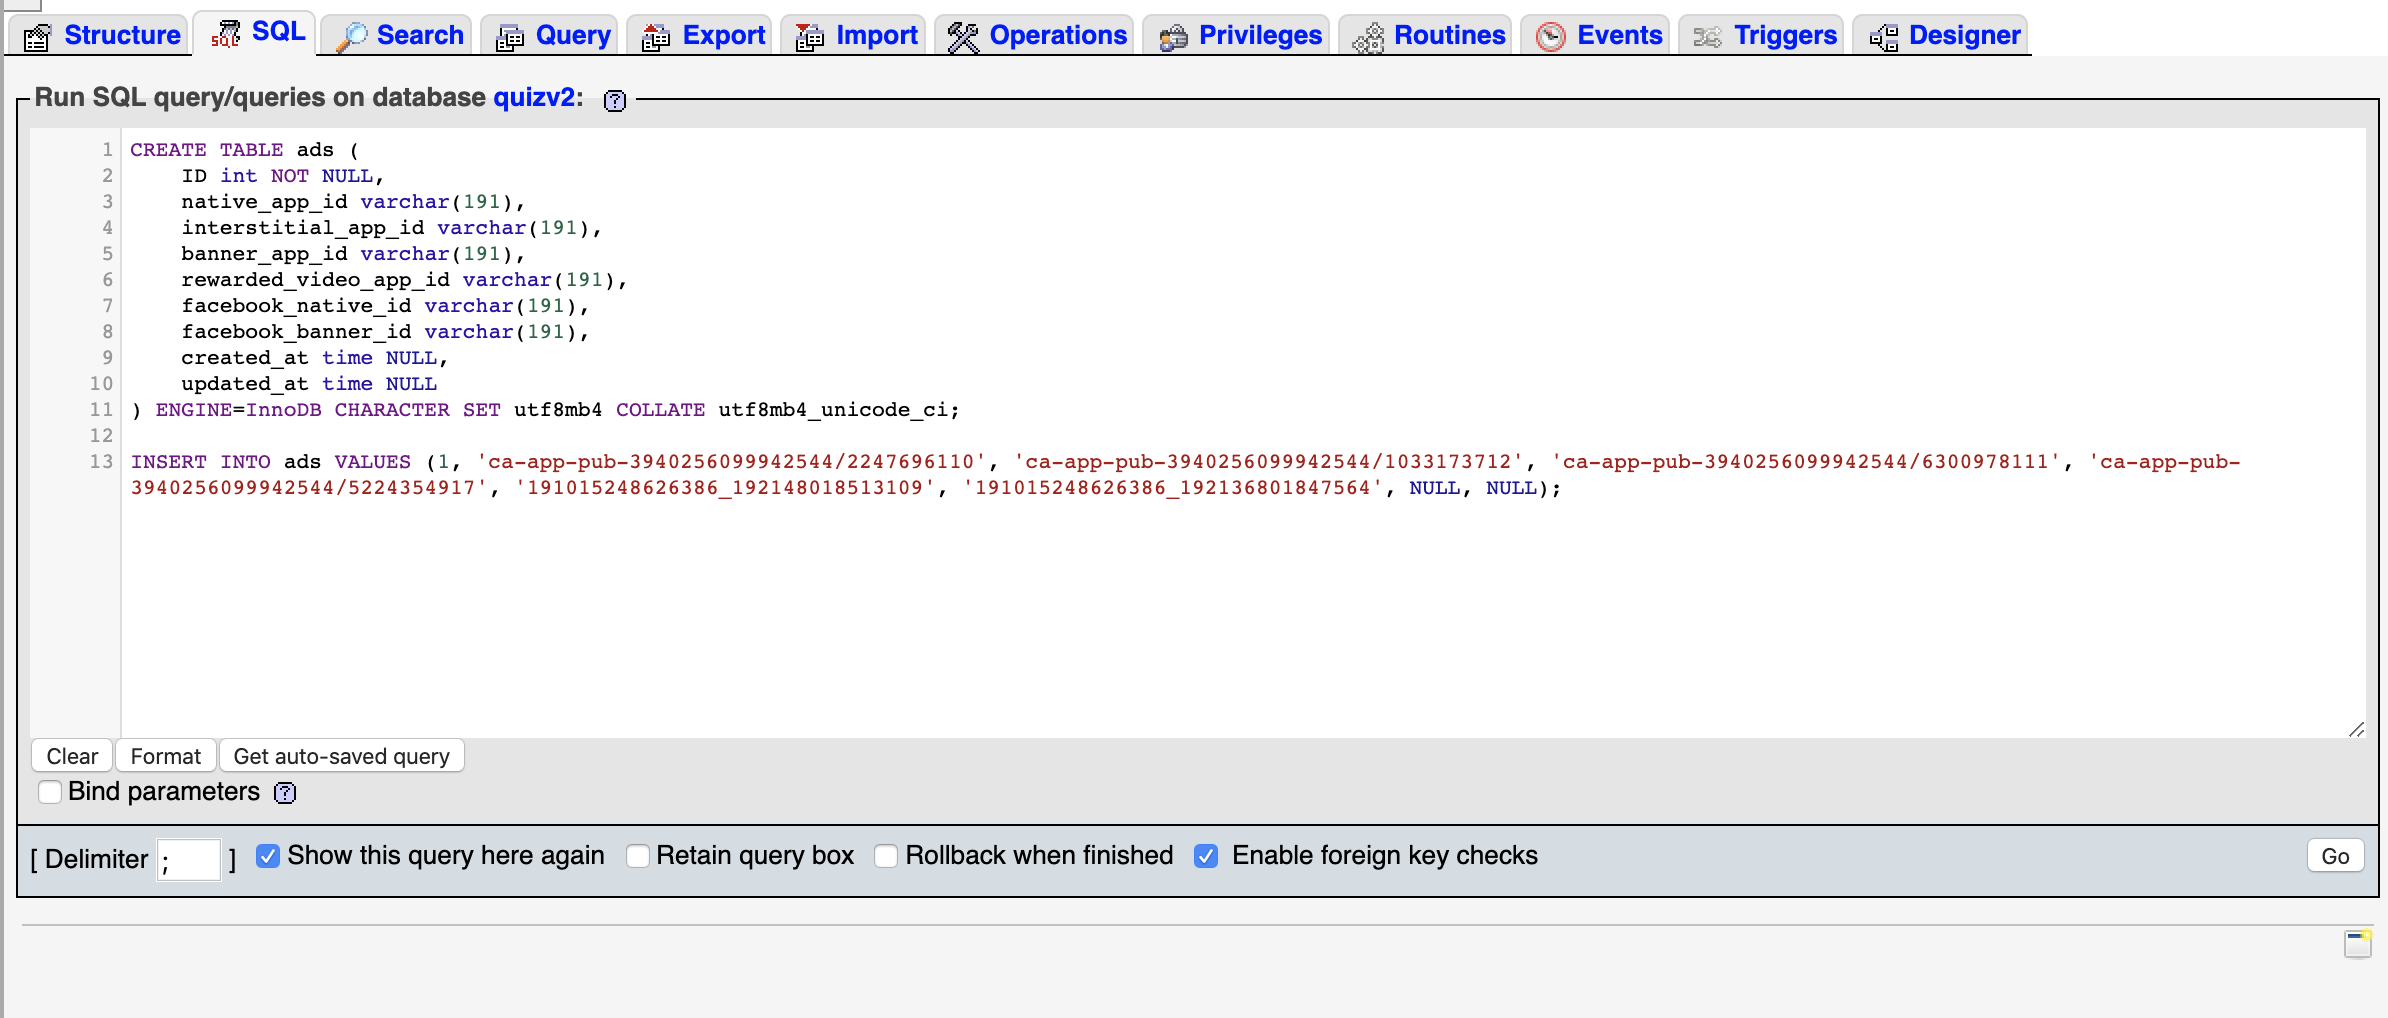 Structure SQL Search Query Export Import Operations Privileges Routines Events Triggers Designer
Run SQL query/queries on database quizv2:
1 CREATE TABLE ads (
2 ID int NOT NULL,
3 native_app_id varchar(191),
4 interstitial_app_id varchar(191),
5 banner_app_id varchar(191),
6 rewarded_video_app_id varchar(191),
7 facebook_native_id varchar(191),
8 facebook_banner_id varchar(191),
9 created_at time NULL,
10 updated_at time NULL
11 ) ENGINE=InnoDB CHARACTER SET utf8mb4 COLLATE utf8mb4_unicode_ci;
12
13 INSERT INTO ads VALUES (1, 'ca-app-pub-3940256099942544/2247696110', 'ca-app-pub-3940256099942544/1033173712', 'ca-app-pub-3940256099942544/6300978111', 'ca-app-pub-
3940256099942544/5224354917', '191015248626386_192148018513109', '191015248626386_192136801847564', NULL, NULL);
Clear Format Get auto-saved query
Bind parameters
[ Delimiter ; ] Show this query here again Retain query box Rollback when finished Enable foreign key checks Go